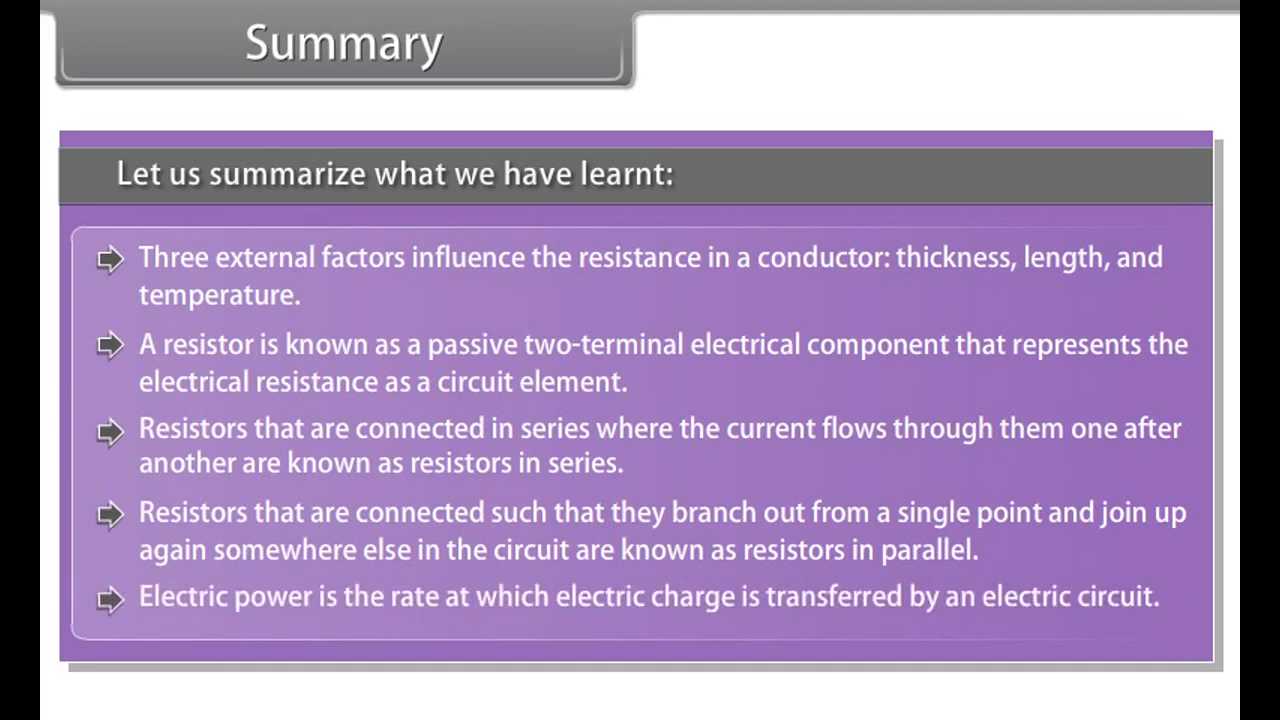 Summary
Let us summarize what we have learnt:
Three external factors influence the resistance in a conductor: thickness, length, and
temperature.
A resistor is known as a passive two-terminal electrical component that represents the
electrical resistance as a circuit element.
Resistors that are connected in series where the current flows through them one after
another are known as resistors in series.
Resistors that are connected such that they branch out from a single point and join up
again somewhere else in the circuit are known as resistors in parallel.
Electric power is the rate at which electric charge is transferred by an electric circuit.